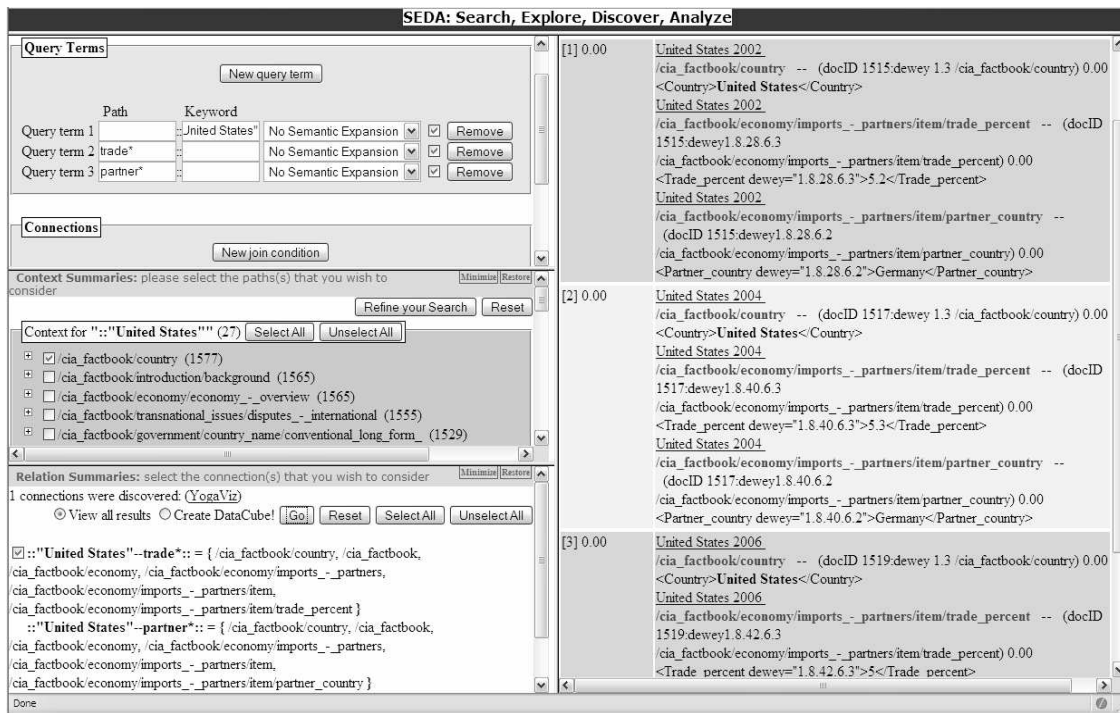 SEDA: Search, Explore, Discover, Analyze
Query Terms
New query term
Path Keyword
Query term 1 :: United States" No Semantic Expansion Remove
Query term 2 trade* :: No Semantic Expansion Remove
Query term 3 partner* :: No Semantic Expansion Remove
Connections
New join condition
Context Summaries: please select the paths(s) that you wish to
consider
Minimize Restore
Refine your Search Reset
Context for "::"United States"" (27) Select All Unselect All
/cia_factbook/country (1577)
/cia_factbook/introduction/background (1565)
/cia_factbook/economy/economy_-_overview (1565)
/cia_factbook/transnational_issues/disputes_-_international (1555)
/cia_factbook/government/country_name/conventional_long_form_ (1529)
Relation Summaries: select the connection(s) that you wish to consider
Minimize Restore
1 connections were discovered: (YogaViz)
View all results Create DataCube! Go Reset Select All Unselect All
::"United States"--trade*:: = { /cia_factbook/country, /cia_factbook,
/cia_factbook/economy, /cia_factbook/economy/imports_-_partners,
/cia_factbook/economy/imports_-_partners/item,
/cia_factbook/economy/imports_-_partners/item/trade_percent }
::"United States"--partner*:: = { /cia_factbook/country, /cia_factbook,
/cia_factbook/economy, /cia_factbook/economy/imports_-_partners,
/cia_factbook/economy/imports_-_partners/item,
/cia_factbook/economy/imports_-_partners/item/partner_country }
[1] 0.00 United States 2002
/cia_factbook/country -- (docID 1515:dewey 1.3 /cia_factbook/country) 0.00
<Country>United States</Country>
United States 2002
/cia_factbook/economy/imports_-_partners/item/trade_percent -- (docID
1515:dewey1.8.28.6.3
/cia_factbook/economy/imports_-_partners/item/trade_percent) 0.00
<Trade_percent dewey="1.8.28.6.3">5.2</Trade_percent>
United States 2002
/cia_factbook/economy/imports_-_partners/item/partner_country --
(docID 1515:dewey1.8.28.6.2
/cia_factbook/economy/imports_-_partners/item/partner_country) 0.00
<Partner_country dewey="1.8.28.6.2">Germany</Partner_country>
[2] 0.00 United States 2004
/cia_factbook/country -- (docID 1517:dewey 1.3 /cia_factbook/country) 0.00
<Country>United States</Country>
United States 2004
/cia_factbook/economy/imports_-_partners/item/trade_percent -- (docID
1517:dewey1.8.40.6.3
/cia_factbook/economy/imports_-_partners/item/trade_percent) 0.00
<Trade_percent dewey="1.8.40.6.3">5.3</Trade_percent>
United States 2004
/cia_factbook/economy/imports_-_partners/item/partner_country --
(docID 1517:dewey1.8.40.6.2
/cia_factbook/economy/imports_-_partners/item/partner_country) 0.00
<Partner_country dewey="1.8.40.6.2">Germany</Partner_country>
[3] 0.00 United States 2006
/cia_factbook/country -- (docID 1519:dewey 1.3 /cia_factbook/country) 0.00
<Country>United States</Country>
United States 2006
/cia_factbook/economy/imports_-_partners/item/trade_percent -- (docID
1519:dewey1.8.42.6.3
/cia_factbook/economy/imports_-_partners/item/trade_percent) 0.00
<Trade_percent dewey="1.8.42.6.3">5</Trade_percent>
Done